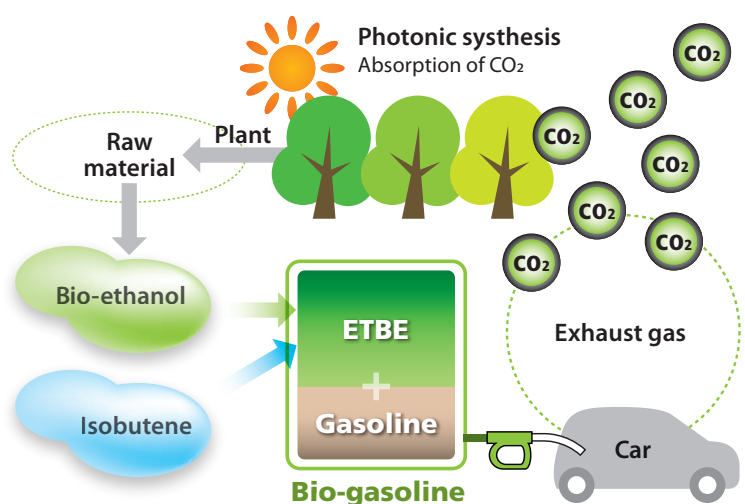 Photonic systhesis
Absorption of CO₂
CO₂
CO₂
CO₂
CO₂
CO₂
CO₂
CO₂
Plant
Raw
material
Bio-ethanol
Isobutene
ETBE
+
Gasoline
Bio-gasoline
Exhaust gas
Car